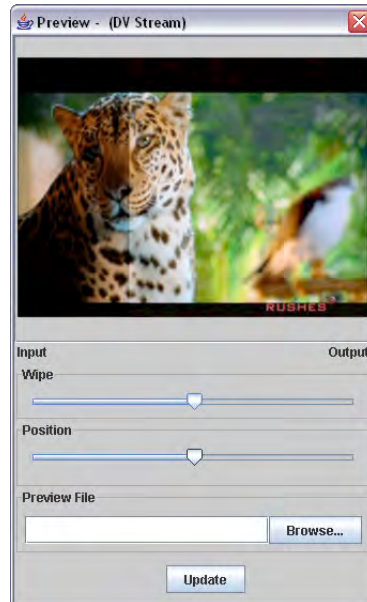 Preview - (DV Stream)
RUSHES
Input Output
Wipe
Position
Preview File
Browse...
Update